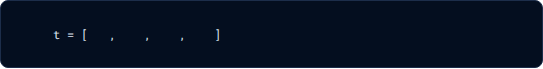 t = [   ,    ,    ,    ]